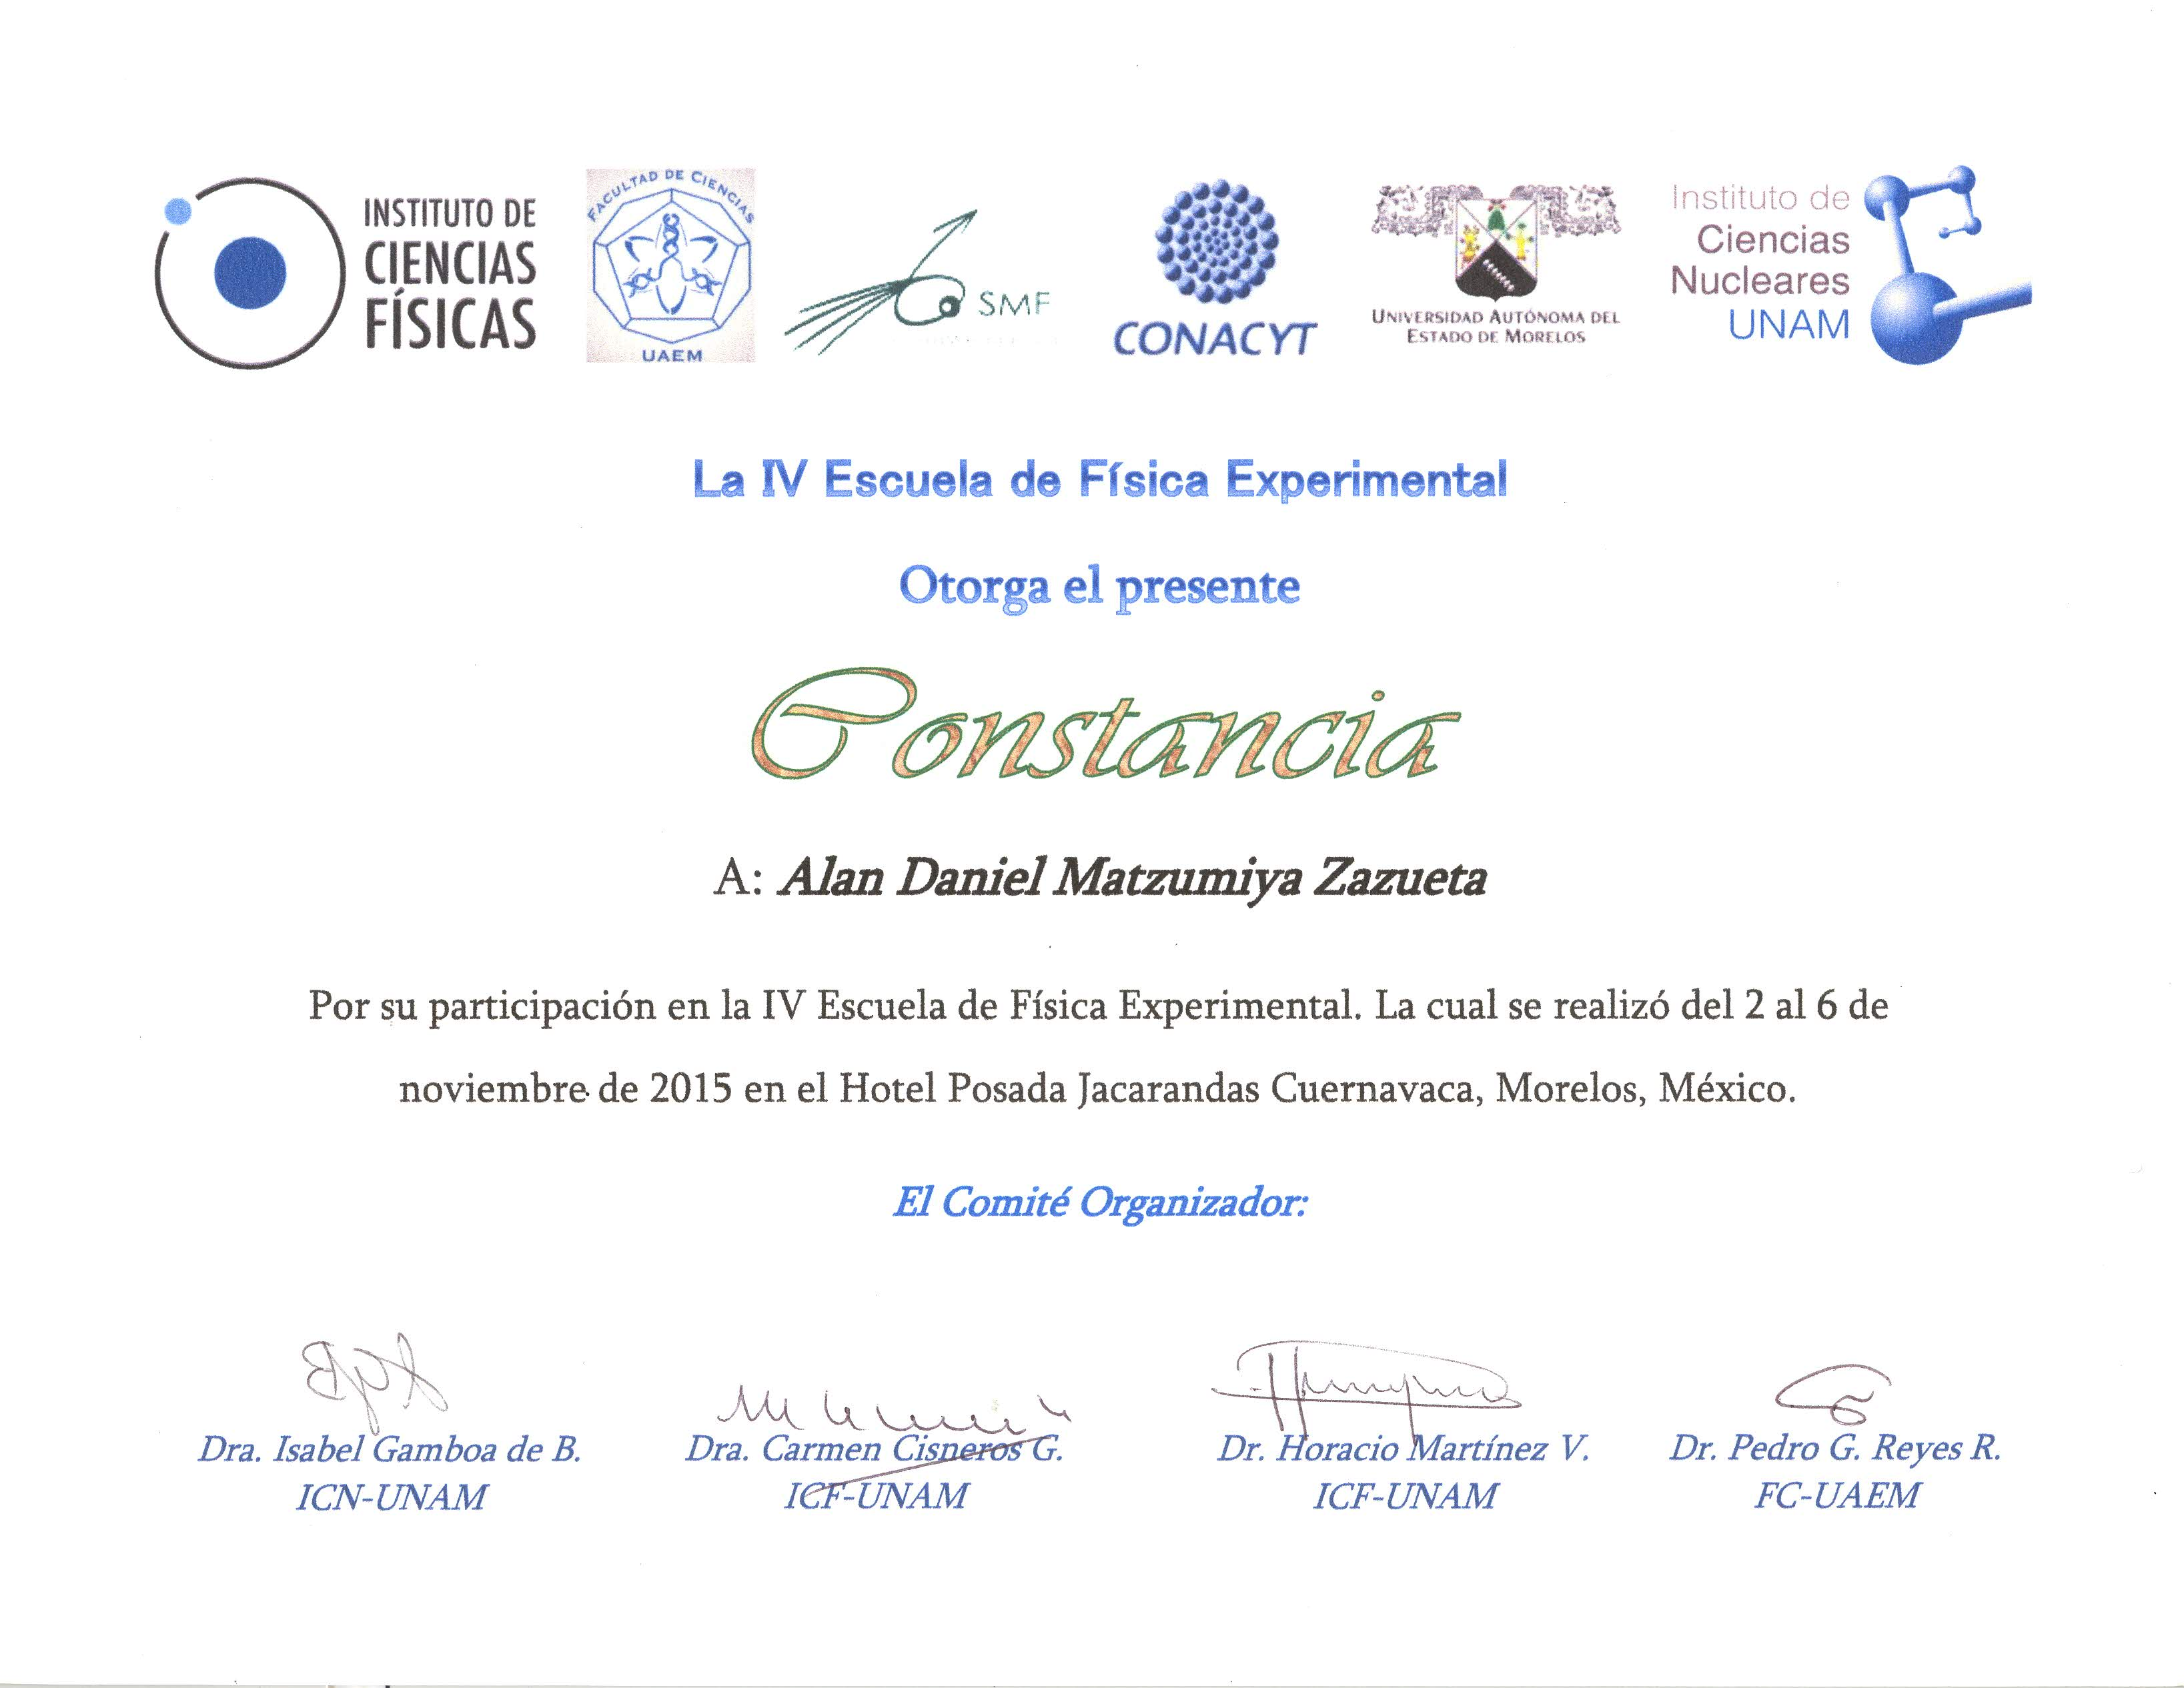 INSTITUTO DE
CIENCIAS
FÍSICAS
FACULTAD DE CIENCIAS
UAEM
SMF
CONACYT
UNIVERSIDAD AUTÓNOMA DEL
ESTADO DE MORELOS
Instituto de
Ciencias
Nucleares
UNAM
La IV Escuela de Física Experimental
Otorga el presente
Constancia
A: Alan Daniel Matzumiya Zazueta
Por su participación en la IV Escuela de Física Experimental. La cual se realizó del 2 al 6 de
noviembre de 2015 en el Hotel Posada Jacarandas Cuernavaca, Morelos, México.
El Comité Organizador:
Dra. Isabel Gamboa de B.
ICN-UNAM
Dra. Carmen Cisneros G.
ICF-UNAM
Dr. Horacio Martínez V.
ICF-UNAM
Dr. Pedro G. Reyes R.
FC-UAEM